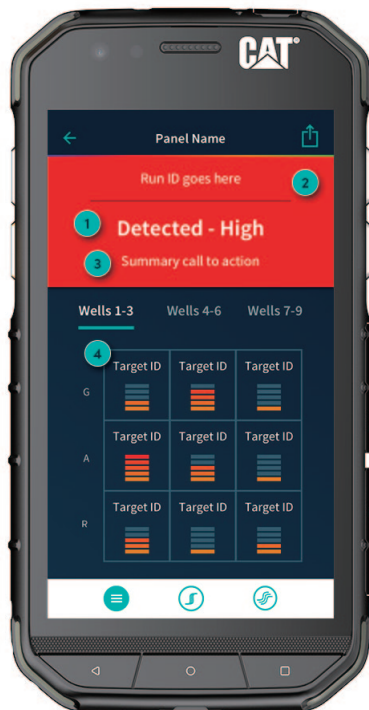 CAT
Panel Name
Run ID goes here
2
1
Detected - High
3
Summary call to action
Wells 1-3 Wells 4-6 Wells 7-9
4
Target ID Target ID Target ID
G
Target ID Target ID Target ID
A
Target ID Target ID Target ID
R